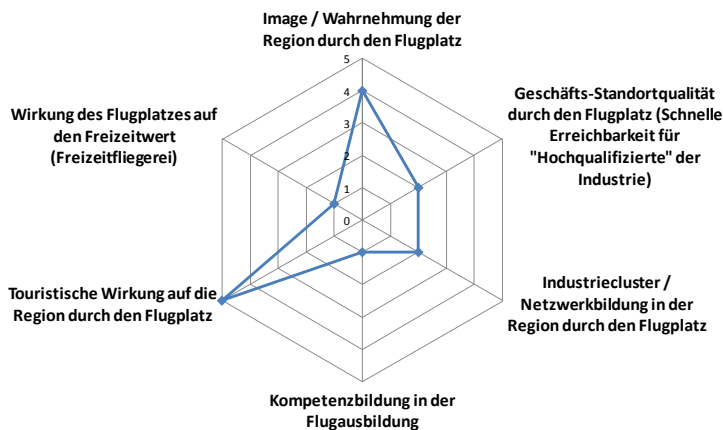 Image / Wahrnehmung der
Region durch den Flugplatz
5
4
3
2
1
0
Geschäfts-Standortqualität
durch den Flugplatz (Schnelle
Erreichbarkeit für
"Hochqualifizierte" der
Industrie)
Industriecluster /
Netzwerkbildung in der
Region durch den Flugplatz
Kompetenzbildung in der
Flugausbildung
Touristische Wirkung auf die
Region durch den Flugplatz
Wirkung des Flugplatzes auf
den Freizeitwert
(Freizeitfliegerei)